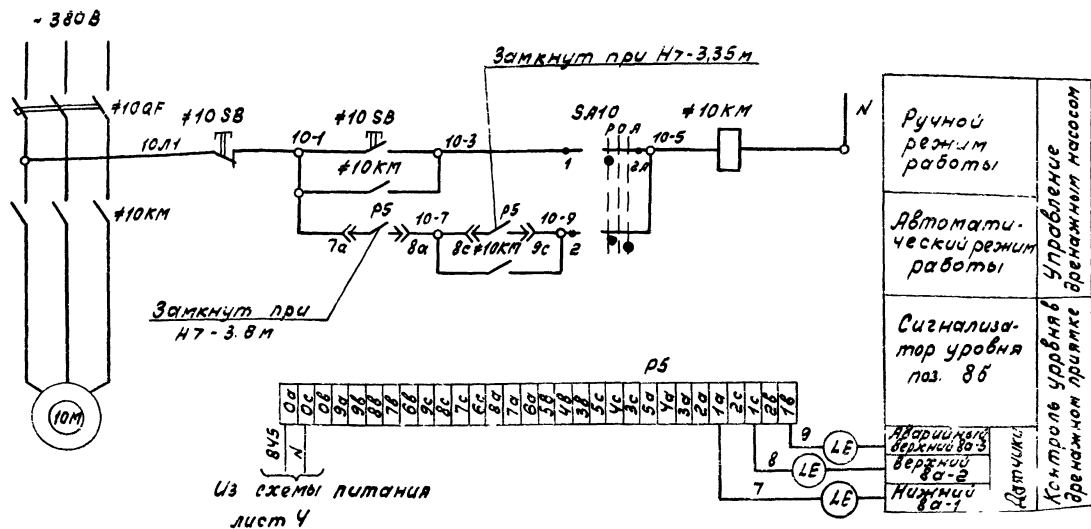 ~380В
10QF
10SB
10Л1
10-1
10SB
10КМ
10-3
Замкнут при H>-3,35м
SA10
Р О А
1
2А
10-5
10КМ
N
10КМ
P5
7а
8а
10-7
8с
P5
10КМ
10-9
9с
2
Замкнут при
H>-3.8м
10М
P5
0а
0с
0в
9а
9в
8в
7в
6в
9с
8с
7с
6с
8а
7а
6а
5в
4в
3в
5с
4с
3с
5а
4а
3а
2а
1а
2с
1с
2в
1в
845
N
Из схемы питания
лист 4
9
LE
8
LE
7
LE
Ручной
режим
работы
Автомати-
ческий режим
работы
Управление
дренажным насосом
Сигнализа-
тор уровня
поз. 8б
Аварийный
верхний 8а-3
Верхний
8а-2
Нижний
8а-1
Датчики
Контроль уровня в
дренажном приямке